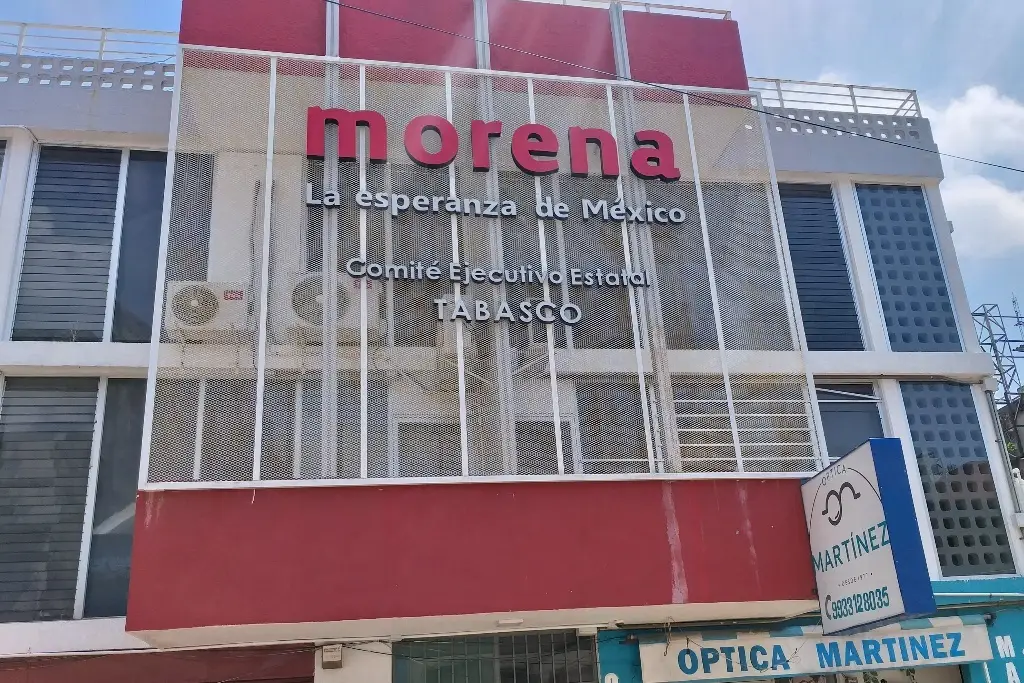 morena
La esperanza de México
Comité Ejecutivo Estatal
TABASCO
OPTICA
MARTÍNEZ
9933128035
OPTICA MARTINEZ